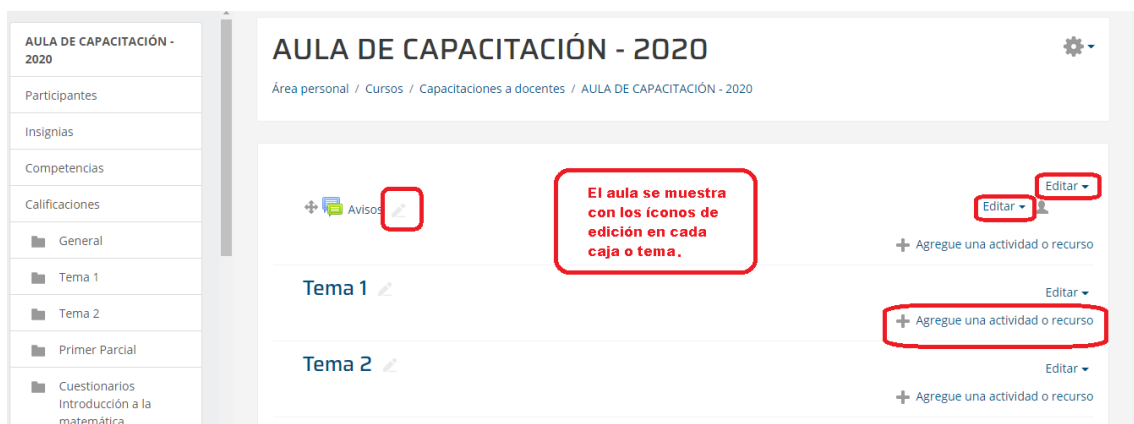 AULA DE CAPACITACIÓN -
2020
Participantes
Insignias
Competencias
Calificaciones
General
Tema 1
Tema 2
Primer Parcial
Cuestionarios
Introducción a la
matemática
AULA DE CAPACITACIÓN - 2020
Área personal / Cursos / Capacitaciones a docentes / AULA DE CAPACITACIÓN - 2020
Editar
Avisos
Editar
El aula se muestra
con los íconos de
edición en cada
caja o tema.
Agregue una actividad o recurso
Tema 1
Editar
Agregue una actividad o recurso
Tema 2
Editar
Agregue una actividad o recurso